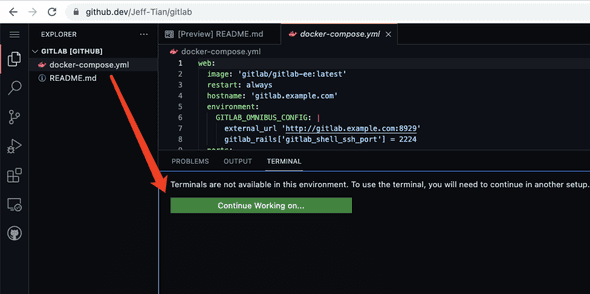 github.dev/Jeff-Tian/gitlab
EXPLORER
[Preview] README.md
docker-compose.yml
GITLAB [GITHUB]
docker-compose.yml
README.md
docker-compose.yml
1 web:
2 image: 'gitlab/gitlab-ee:latest'
3 restart: always
4 hostname: 'gitlab.example.com'
5 environment:
6 GITLAB_OMNIBUS_CONFIG: |
7 external_url 'http://gitlab.example.com:8929'
8 gitlab_rails['gitlab_shell_ssh_port'] = 2224
PROBLEMS OUTPUT TERMINAL
Terminals are not available in this environment. To use the terminal, you will need to continue in another setup.
Continue Working on...